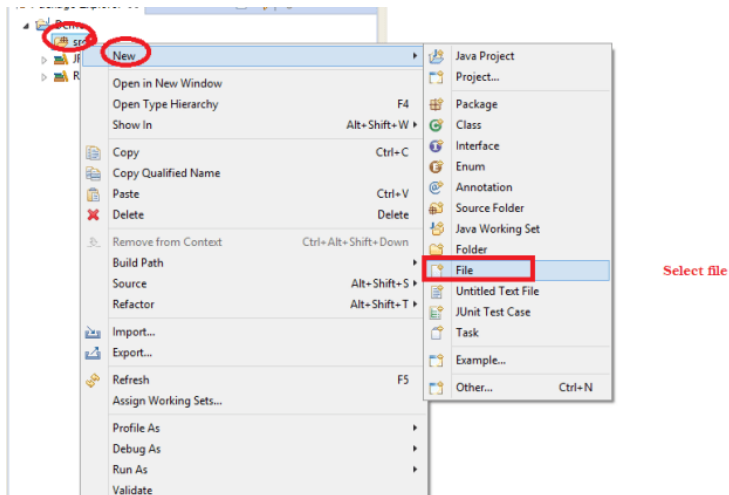 Demo
src
New
Open in New Window
Open Type Hierarchy F4
Show In Alt+Shift+W
Copy Ctrl+C
Copy Qualified Name
Paste Ctrl+V
Delete Delete
Remove from Context Ctrl+Alt+Shift+Down
Build Path
Source Alt+Shift+S
Refactor Alt+Shift+T
Import...
Export...
Refresh F5
Assign Working Sets...
Profile As
Debug As
Run As
Validate
Java Project
Project...
Package
Class
Interface
Enum
Annotation
Source Folder
Java Working Set
Folder
File
Untitled Text File
JUnit Test Case
Task
Example...
Other... Ctrl+N
Select file